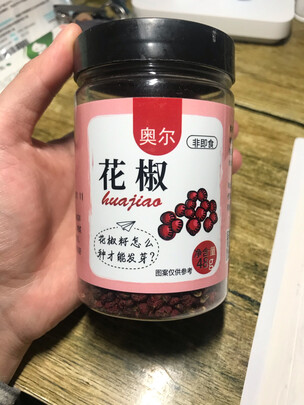 奥尔
非即食
花椒
huajiao
花椒籽怎么
种才能发芽?
图案仅供参考